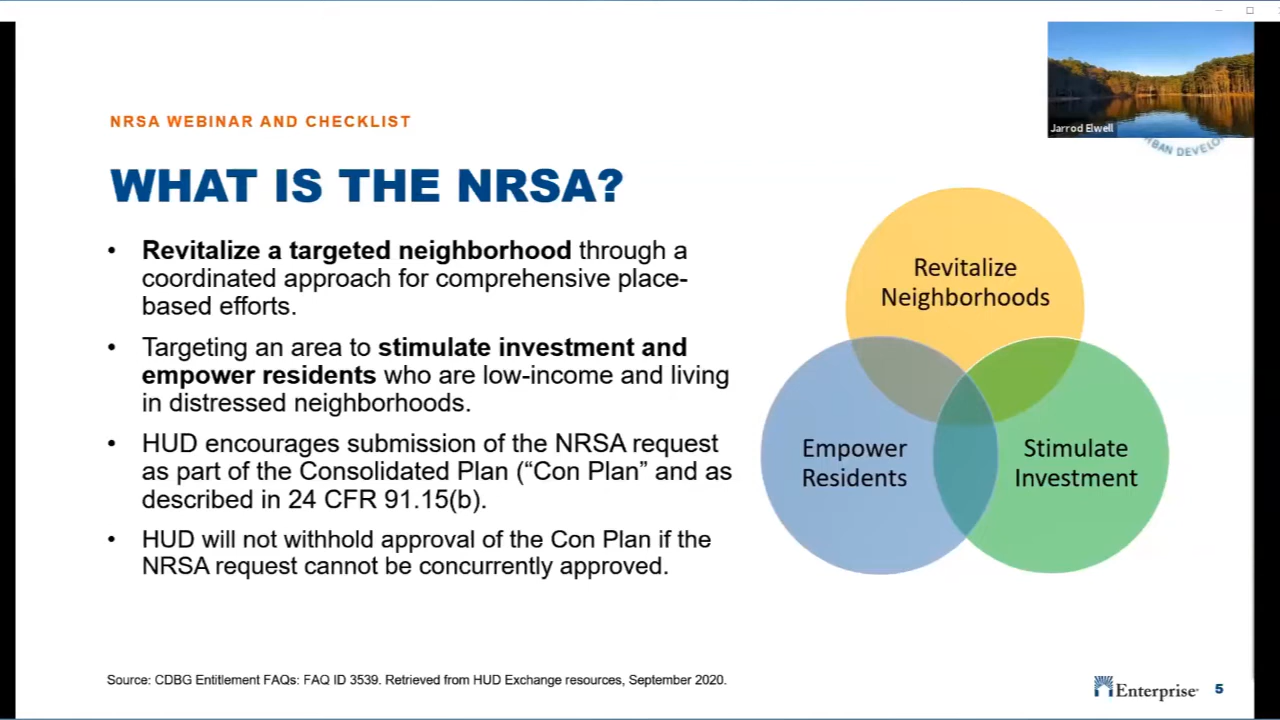 Jarrod Elwell
NRSA WEBINAR AND CHECKLIST
WHAT IS THE NRSA?
• Revitalize a targeted neighborhood through a
coordinated approach for comprehensive place-
based efforts.
• Targeting an area to stimulate investment and
empower residents who are low-income and living
in distressed neighborhoods.
• HUD encourages submission of the NRSA request
as part of the Consolidated Plan (“Con Plan” and as
described in 24 CFR 91.15(b).
• HUD will not withhold approval of the Con Plan if the
NRSA request cannot be concurrently approved.
Revitalize
Neighborhoods
Empower
Residents
Stimulate
Investment
Source: CDBG Entitlement FAQs: FAQ ID 3539. Retrieved from HUD Exchange resources, September 2020.
Enterprise
5